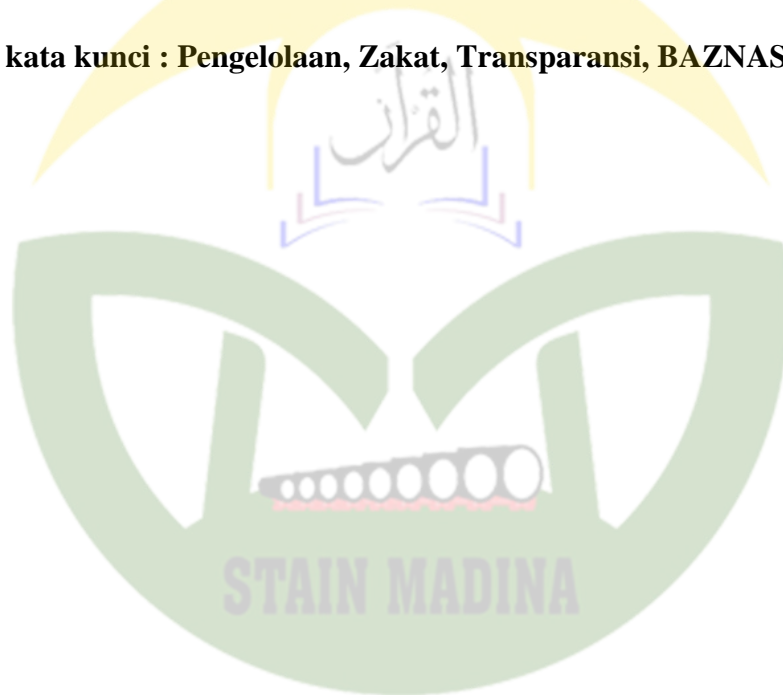 kata kunci : Pengelolaan, Zakat, Transparansi, BAZNAS
القرآن
STAIN MADINA